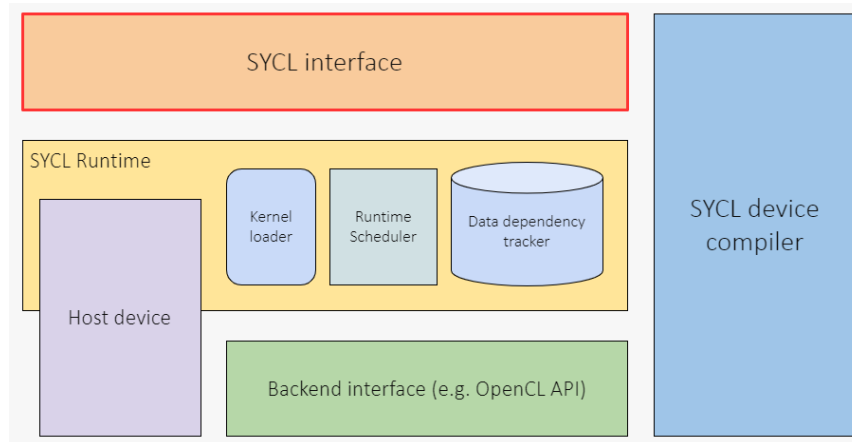 SYCL interface
SYCL Runtime
Kernel
loader
Runtime
Scheduler
Data dependency
tracker
Host device
Backend interface (e.g. OpenCL API)
SYCL device
compiler